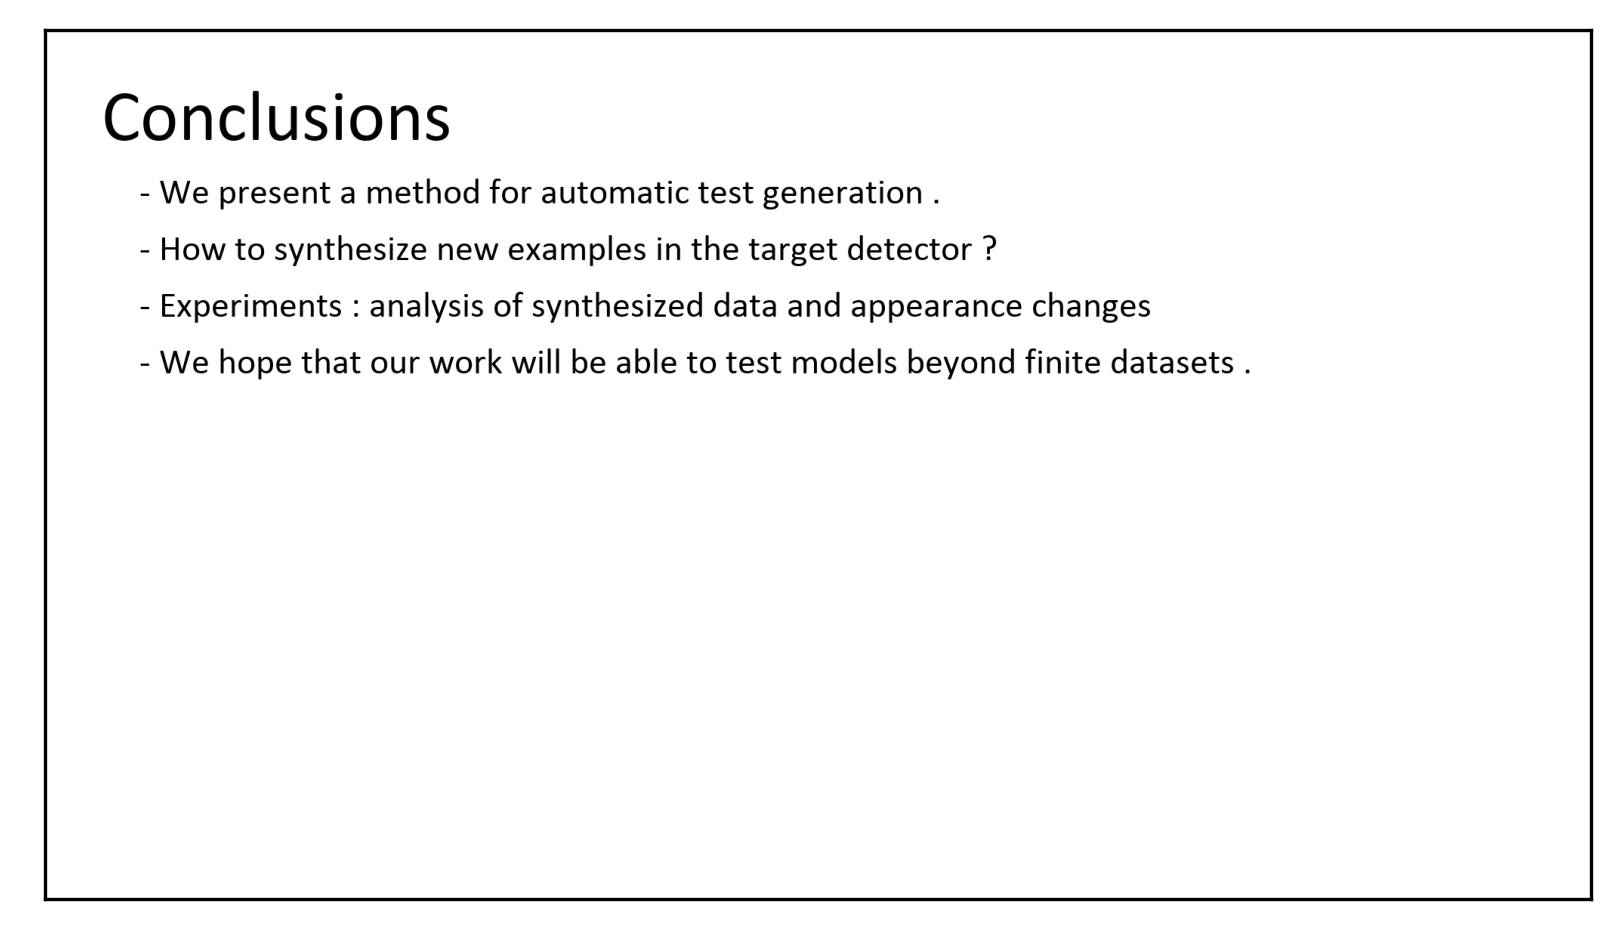 Conclusions
- We present a method for automatic test generation .
- How to synthesize new examples in the target detector ?
- Experiments : analysis of synthesized data and appearance changes
- We hope that our work will be able to test models beyond finite datasets .